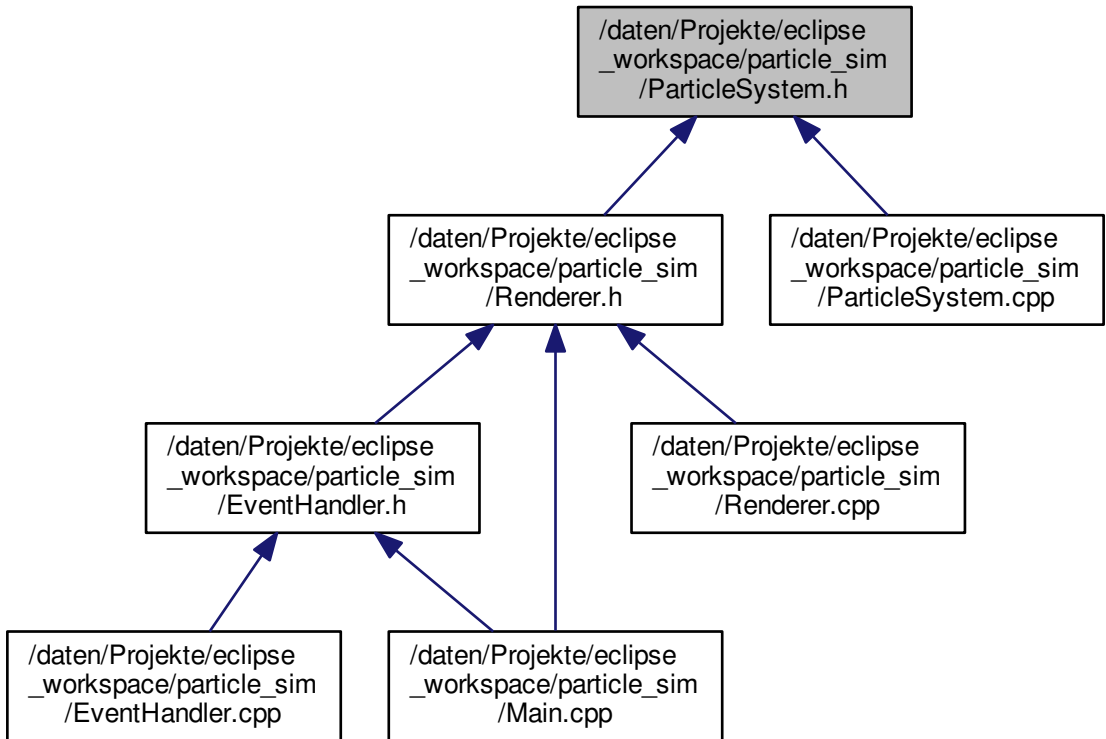 /daten/Projekte/eclipse
_workspace/particle_sim
/ParticleSystem.h
/daten/Projekte/eclipse
_workspace/particle_sim
/Renderer.h
/daten/Projekte/eclipse
_workspace/particle_sim
/ParticleSystem.cpp
/daten/Projekte/eclipse
_workspace/particle_sim
/EventHandler.h
/daten/Projekte/eclipse
_workspace/particle_sim
/Renderer.cpp
/daten/Projekte/eclipse
_workspace/particle_sim
/EventHandler.cpp
/daten/Projekte/eclipse
_workspace/particle_sim
/Main.cpp